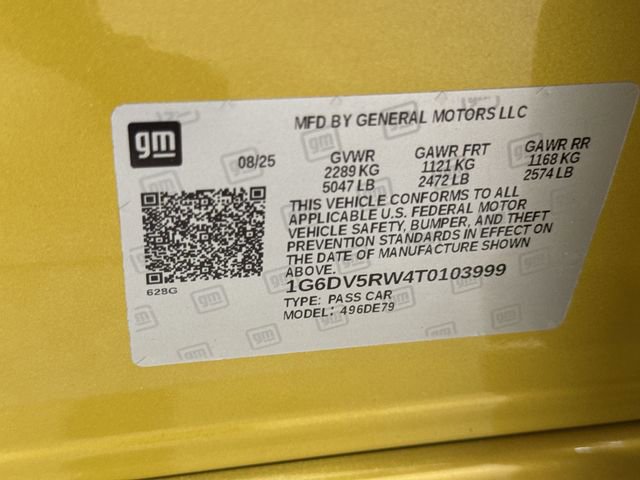 MFD BY GENERAL MOTORS LLC
gm
08/25
GVWR GAWR FRT GAWR RR
2289 KG 1121 KG 1168 KG
5047 LB 2472 LB 2574 LB
THIS VEHICLE CONFORMS TO ALL
APPLICABLE U.S. FEDERAL MOTOR
VEHICLE SAFETY, BUMPER, AND THEFT
PREVENTION STANDARDS IN EFFECT ON
THE DATE OF MANUFACTURE SHOWN
ABOVE.
628G
1G6DV5RW4T0103999
TYPE: PASS CAR
MODEL: 496DE79